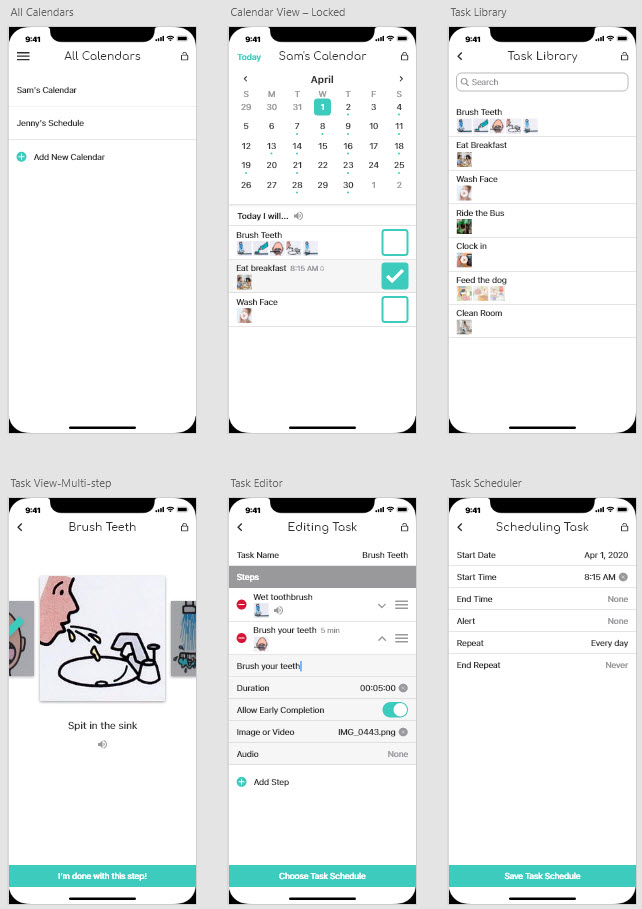 All Calendars
9:41
All Calendars
Sam's Calendar
Jenny's Schedule
Add New Calendar
Calendar View – Locked
9:41
Today Sam's Calendar
April
S M T W T F S
29 30 31 1 2 3 4
5 6 7 8 9 10 11
12 13 14 15 16 17 18
19 20 21 22 23 24 25
26 27 28 29 30 1 2
Today I will...
Brush Teeth
Eat breakfast 8:15 AM
Wash Face
Task Library
9:41
Task Library
Search
Brush Teeth
Eat Breakfast
Wash Face
Ride the Bus
Clock in
Feed the dog
Clean Room
Task View-Multi-step
9:41
Brush Teeth
Spit in the sink
I'm done with this step!
Task Editor
9:41
Editing Task
Task Name Brush Teeth
Steps
Wet toothbrush
Brush your teeth 5 min
Brush your teeth
Duration 00:05:00
Allow Early Completion
Image or Video IMG_0443.png
Audio None
Add Step
Choose Task Schedule
Task Scheduler
9:41
Scheduling Task
Start Date Apr 1, 2020
Start Time 8:15 AM
End Time None
Alert None
Repeat Every day
End Repeat Never
Save Task Schedule